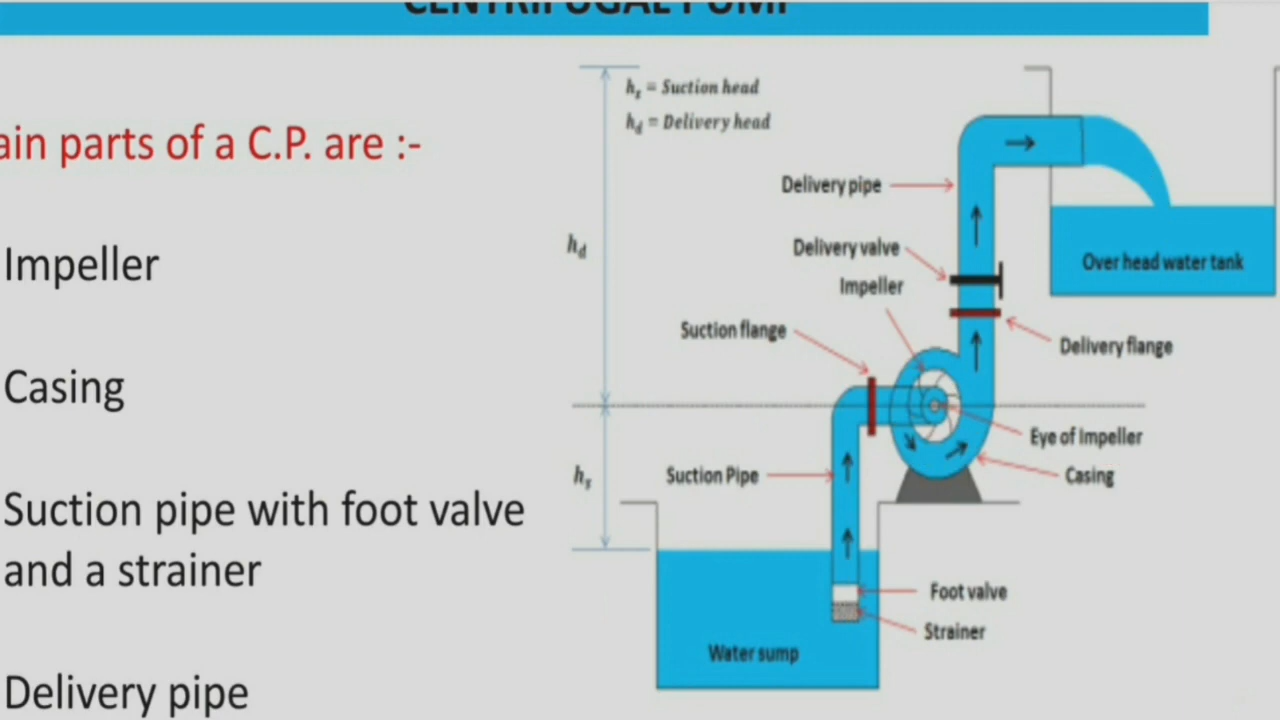 CENTRIFUGAL PUMP
ain parts of a C.P. are :-
Impeller
Casing
Suction pipe with foot valve
and a strainer
Delivery pipe
hs = Suction head
hd = Delivery head
Delivery pipe
hd
Delivery valve
Over head water tank
Impeller
Suction flange
Delivery flange
Eye of Impeller
hs
Suction Pipe
Casing
Foot valve
Strainer
Water sump